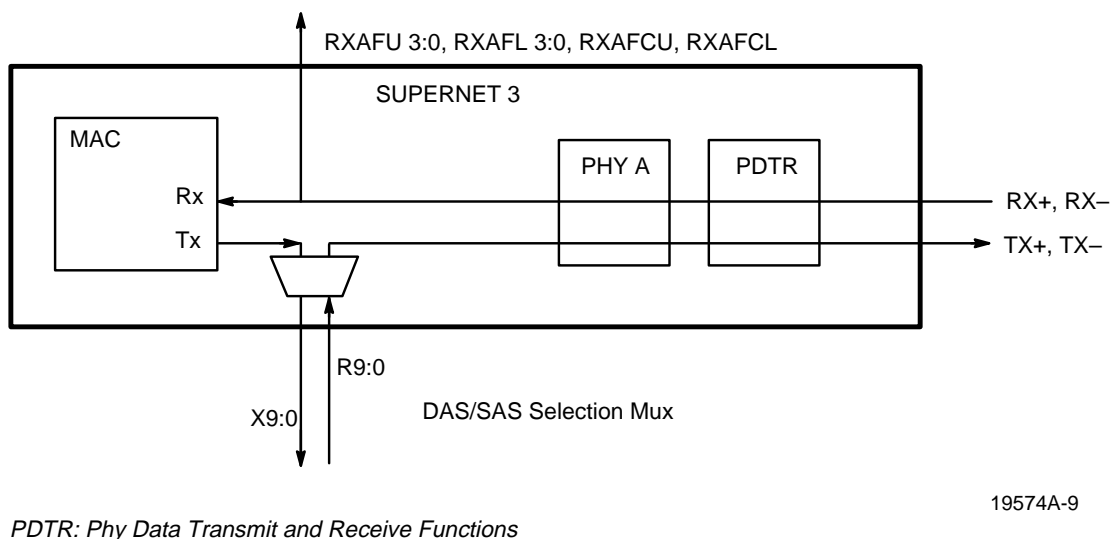 RXAFU 3:0, RXAFL 3:0, RXAFCU, RXAFCL
SUPERNET 3
MAC
PHY A
PDTR
Rx
RX+, RX–
Tx
TX+, TX–
R9:0
X9:0
DAS/SAS Selection Mux
19574A-9
PDTR: Phy Data Transmit and Receive Functions